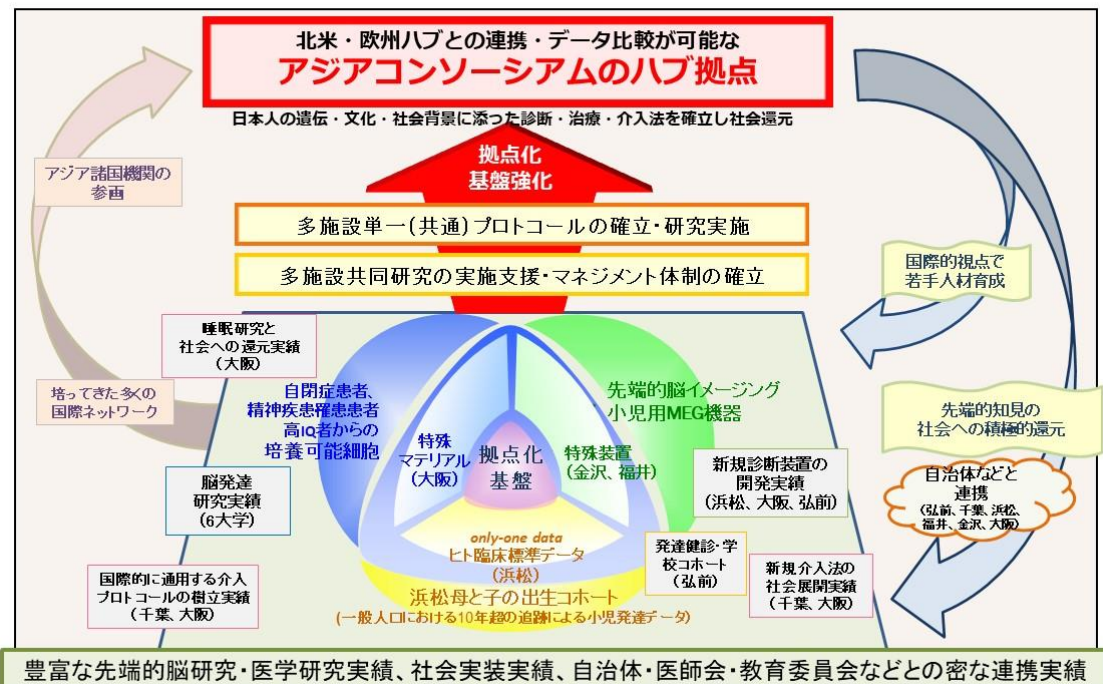 北米・欧州ハブとの連携・データ比較が可能な
アジアコンソーシアムのハブ拠点
日本人の遺伝・文化・社会背景に添った診断・治療・介入法を確立し社会還元
拠点化
基盤強化
アジア諸国機関の
参画
多施設単一(共通)プロトコールの確立・研究実施
多施設共同研究の実施支援・マネジメント体制の確立
国際的視点で
若手人材育成
睡眠研究と
社会への還元実績
(大阪)
培ってきた多くの
国際ネットワーク
自閉症患者、
精神疾患罹患患者
高IQ者からの
培養可能細胞
先端的脳イメージング
小児用MEG機器
先端的知見の
社会への積極的還元
特殊
マテリアル
(大阪)
拠点化
基盤
特殊装置
(金沢、福井)
新規診断装置の
開発実績
(浜松、大阪、弘前)
自治体などと
連携
(弘前、千葉、浜松、
福井、金沢、大阪)
脳発達
研究実績
(6大学)
only-one data
ヒト臨床標準データ
(浜松)
発達健診・学
校コホート
(弘前)
新規介入法の
社会展開実績
(千葉、大阪)
国際的に通用する介入
プロトコールの樹立実績
(千葉、大阪)
浜松母と子の出生コホート
(一般人口における10年超の追跡による小児発達データ)
豊富な先端的脳研究・医学研究実績、社会実装実績、自治体・医師会・教育委員会などとの密な連携実績